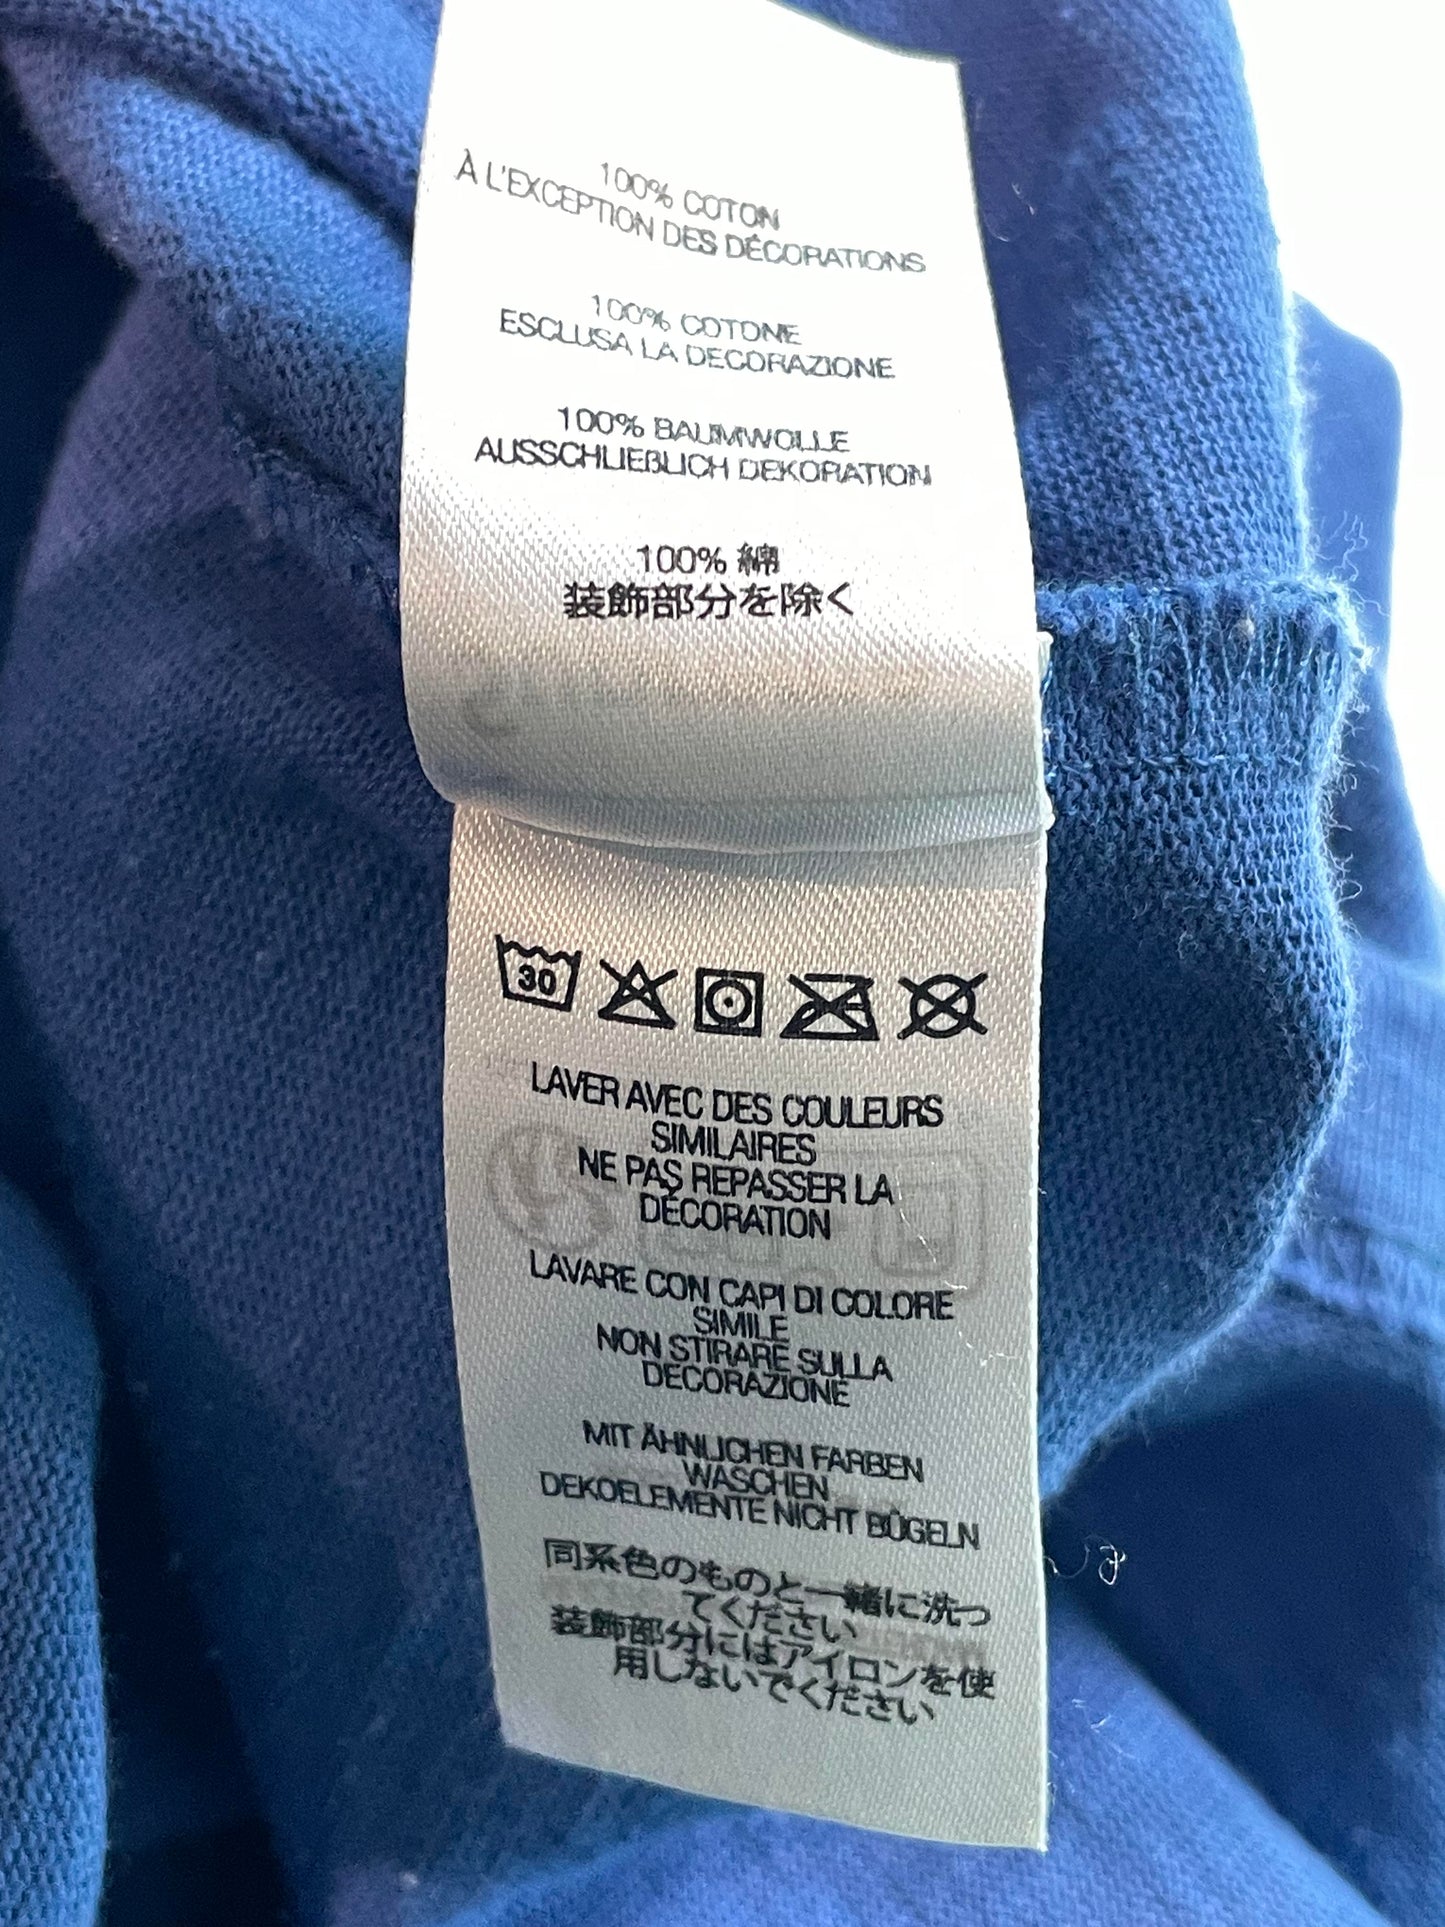 100% COTON
À L'EXCEPTION DES DÉCORATIONS
100% COTONE
ESCLUSA LA DECORAZIONE
100% BAUMWOLLE
AUSSCHLIEBLICH DEKORATION
100% 綿
装飾部分を除く
30
LAVER AVEC DES COULEURS
SIMILAIRES
NE PAS REPASSER LA
DÉCORATION
LAVARE CON CAPI DI COLORE
SIMILE
NON STIRARE SULLA
DECORAZIONE
MIT ÄHNLICHEN FARBEN
WASCHEN
DEKOELEMENTE NICHT BÜGELN
同系色のものと一緒に洗っ
てください
装飾部分にはアイロンを使
用しないでください